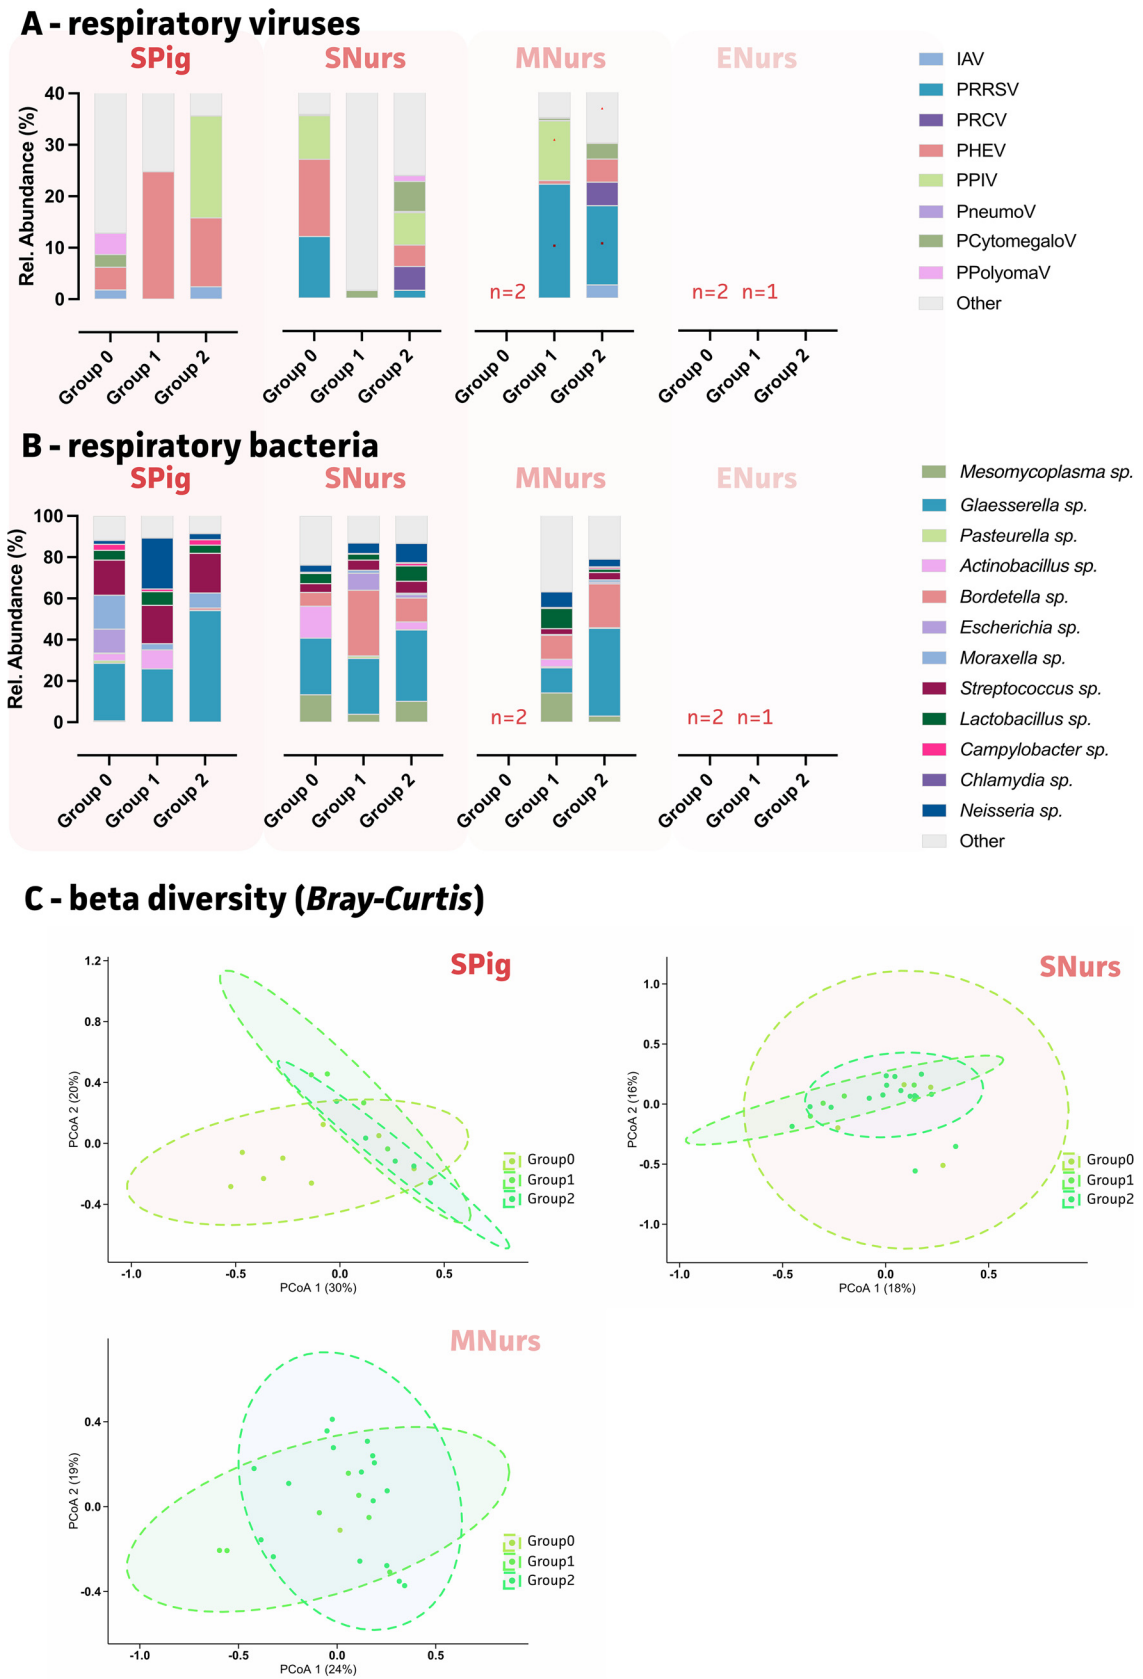 A - respiratory viruses
SPig
SNurs
MNurs
ENurs
Rel. Abundance (%)
40
30
20
10
0
n=2
n=2 n=1
Group 0
Group 1
Group 2
Group 0
Group 1
Group 2
Group 0
Group 1
Group 2
Group 0
Group 1
Group 2
IAV
PRRSV
PRCV
PHEV
PPIV
PneumoV
PCytomegaloV
PPolyomaV
Other
B - respiratory bacteria
SPig
SNurs
MNurs
ENurs
Rel. Abundance (%)
100
80
60
40
20
0
n=2
n=2 n=1
Group 0
Group 1
Group 2
Group 0
Group 1
Group 2
Group 0
Group 1
Group 2
Group 0
Group 1
Group 2
Mesomycoplasma sp.
Glaesserella sp.
Pasteurella sp.
Actinobacillus sp.
Bordetella sp.
Escherichia sp.
Moraxella sp.
Streptococcus sp.
Lactobacillus sp.
Campylobacter sp.
Chlamydia sp.
Neisseria sp.
Other
C - beta diversity (Bray-Curtis)
SPig
PCoA 2 (20%)
1.2
0.8
0.4
0.0
-0.4
-1.0
-0.5
0.0
0.5
PCoA 1 (30%)
Group0
Group1
Group2
SNurs
PCoA 2 (16%)
1.0
0.5
0.0
-0.5
-1.0
-1.0
-0.5
0.0
0.5
PCoA 1 (18%)
Group0
Group1
Group2
MNurs
PCoA 2 (19%)
0.4
0.0
-0.4
-1.0
-0.5
0.0
0.5
PCoA 1 (24%)
Group0
Group1
Group2